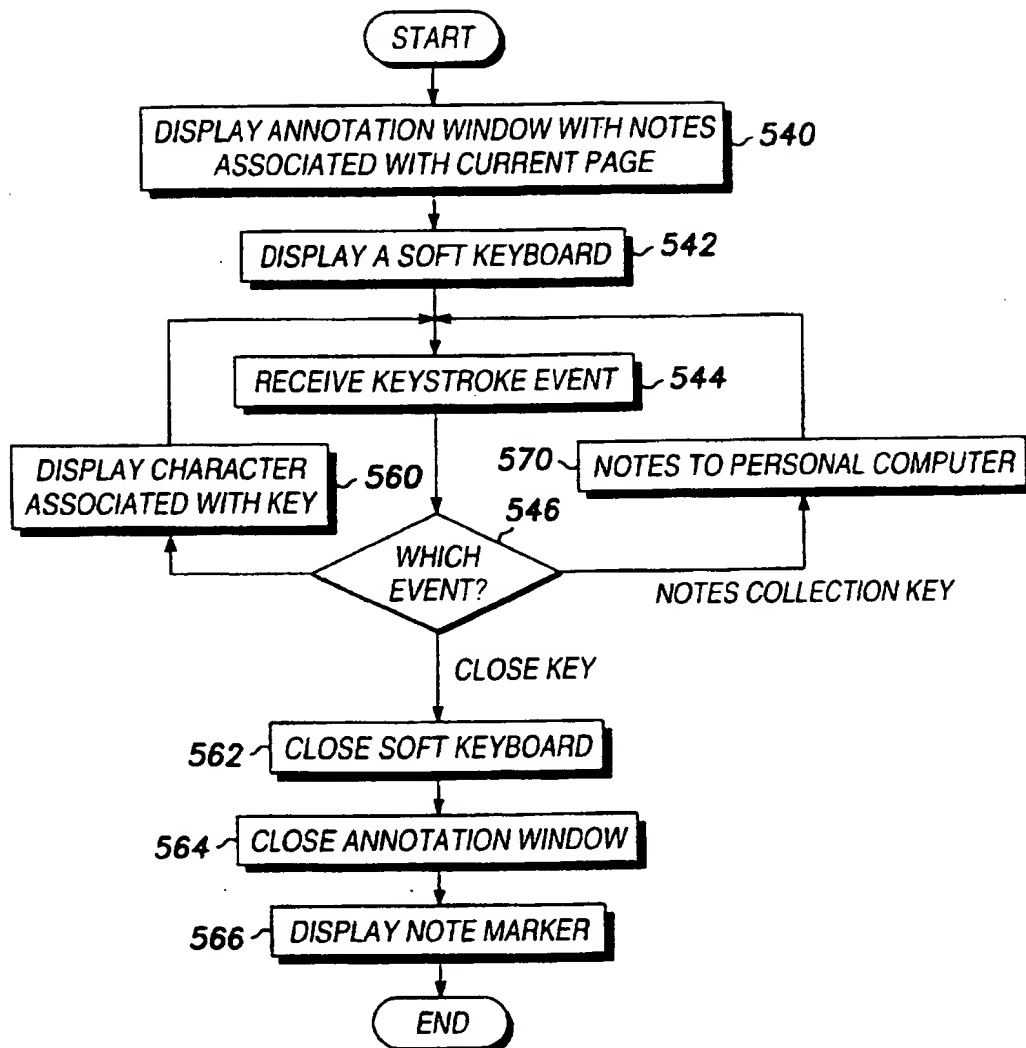 START
DISPLAY ANNOTATION WINDOW WITH NOTES
ASSOCIATED WITH CURRENT PAGE
540
DISPLAY A SOFT KEYBOARD
542
RECEIVE KEYSTROKE EVENT
544
DISPLAY CHARACTER
ASSOCIATED WITH KEY
560
570
NOTES TO PERSONAL COMPUTER
546
WHICH
EVENT?
NOTES COLLECTION KEY
CLOSE KEY
562
CLOSE SOFT KEYBOARD
564
CLOSE ANNOTATION WINDOW
566
DISPLAY NOTE MARKER
END